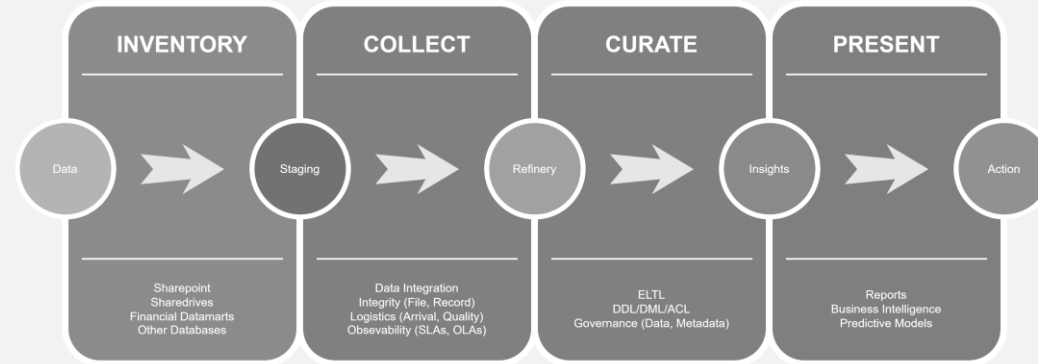 INVENTORY
COLLECT
CURATE
PRESENT
Data
Staging
Refinery
Insights
Action
Sharepoint
Sharedrives
Financial Datamarts
Other Databases
Data Integration
Integrity (File, Record)
Logistics (Arrival, Quality)
Obsevability (SLAs, OLAs)
ELTL
DDL/DML/ACL
Governance (Data, Metadata)
Reports
Business Intelligence
Predictive Models